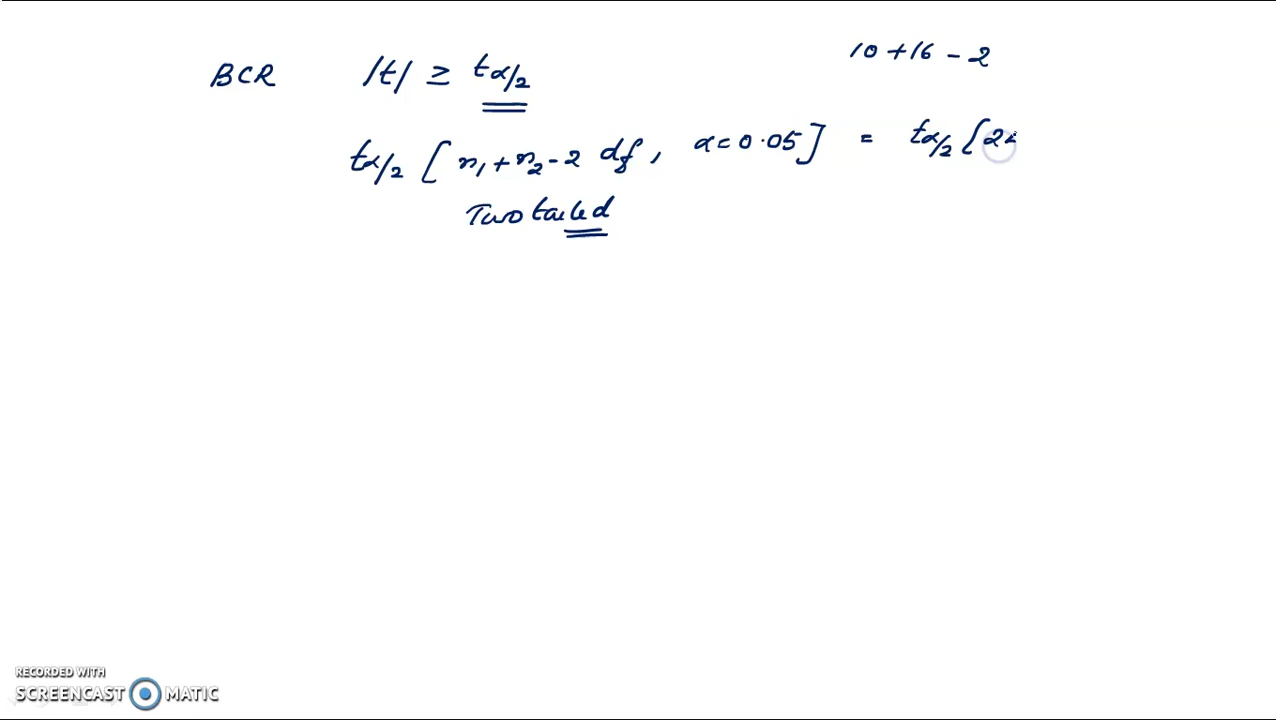 10 + 16 - 2
BCR |t| ≥ tα/2
tα/2 [ n₁ + n₂ - 2 df, α = 0.05 ] = tα/2 [ 24
Two tailed
RECORDED WITH
SCREENCAST MATIC